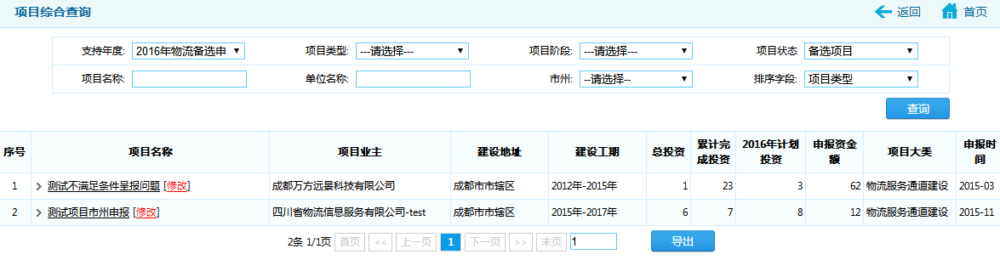 项目综合查询 返回 首页
支持年度: 2016年物流备选申 项目类型: ---请选择--- 项目阶段: ---请选择--- 项目状态 备选项目
项目名称: 单位名称: 市州: --请选择-- 排序字段: 项目类型
查询
序号 项目名称 项目业主 建设地址 建设工期 总投资 累计完成投资 2016年计划投资 申报资金额 项目大类 申报时间
1 测试不满足条件呈报问题 [修改] 成都万方远景科技有限公司 成都市市辖区 2012年-2015年 1 23 3 62 物流服务通道建设 2015-03
2 测试项目市州申报 [修改] 四川省物流信息服务有限公司-test 成都市市辖区 2015年-2017年 6 7 8 12 物流服务通道建设 2015-11
2条 1/1页 首页 << 上一页 1 下一页 >> 末页 1 导出